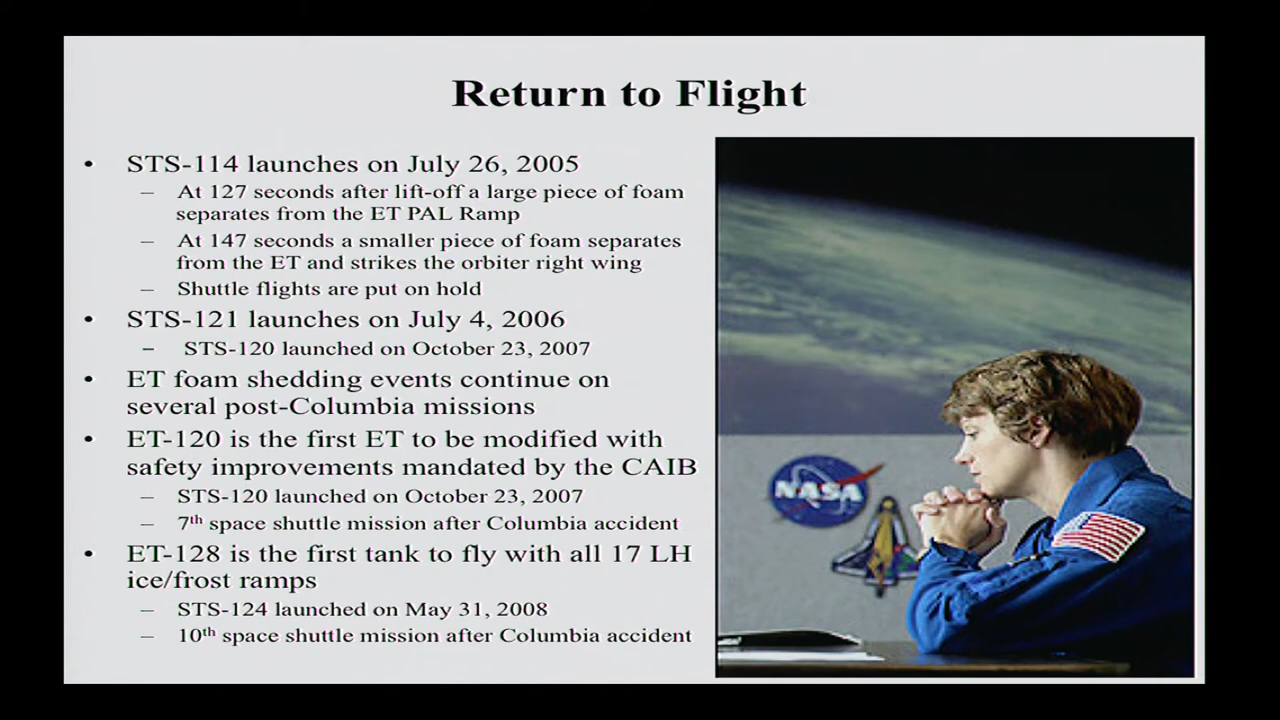 Return to Flight
• STS-114 launches on July 26, 2005
– At 127 seconds after lift-off a large piece of foam
separates from the ET PAL Ramp
– At 147 seconds a smaller piece of foam separates
from the ET and strikes the orbiter right wing
– Shuttle flights are put on hold
• STS-121 launches on July 4, 2006
– STS-120 launched on October 23, 2007
• ET foam shedding events continue on
several post-Columbia missions
• ET-120 is the first ET to be modified with
safety improvements mandated by the CAIB
– STS-120 launched on October 23, 2007
– 7th space shuttle mission after Columbia accident
• ET-128 is the first tank to fly with all 17 LH
ice/frost ramps
– STS-124 launched on May 31, 2008
– 10th space shuttle mission after Columbia accident
NASA